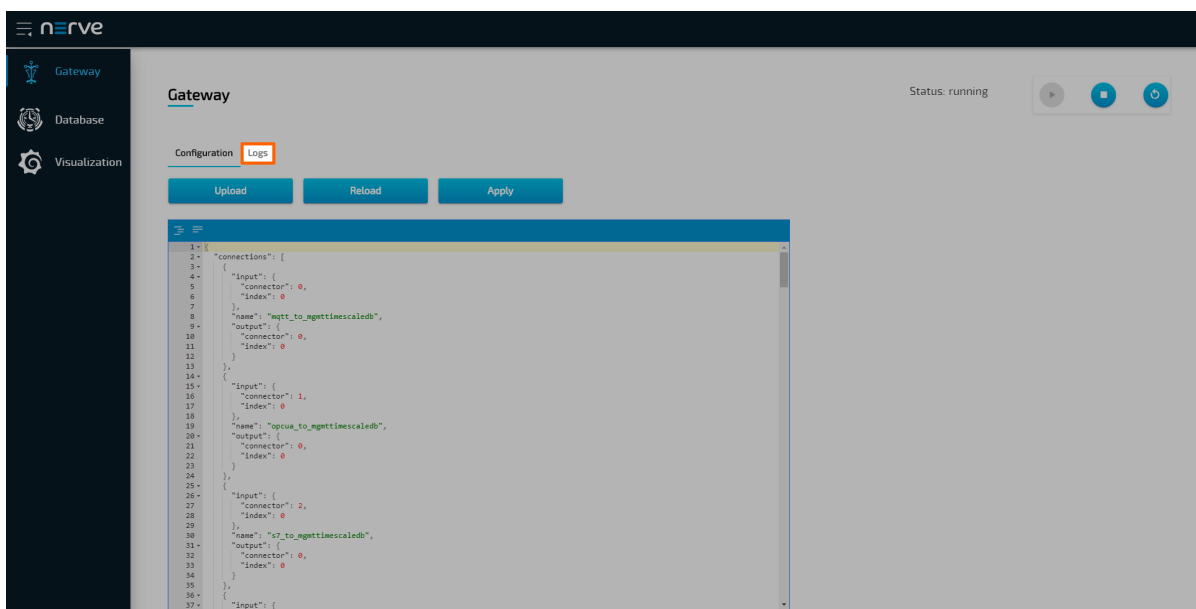 nerve
Gateway
Database
Visualization
Gateway
Status: running
Configuration Logs
Upload Reload Apply
1 {
2 "connections": [
3 {
4 "input": {
5 "connector": 0,
6 "index": 0
7 },
8 "name": "mqtt_to_mgmttimescaledb",
9 "output": {
10 "connector": 0,
11 "index": 0
12 }
13 },
14 {
15 "input": {
16 "connector": 1,
17 "index": 0
18 },
19 "name": "opcua_to_mgmttimescaledb",
20 "output": {
21 "connector": 0,
22 "index": 0
23 }
24 },
25 {
26 "input": {
27 "connector": 2,
28 "index": 0
29 },
30 "name": "s7_to_mgmttimescaledb",
31 "output": {
32 "connector": 0,
33 "index": 0
34 }
35 },
36 {
37 "input": {